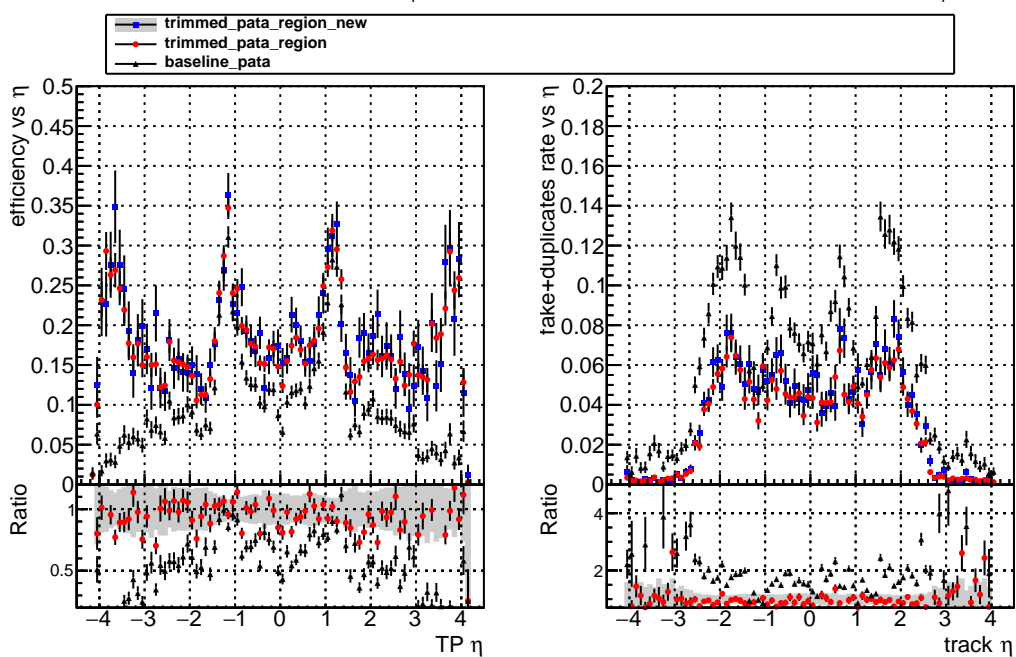 trimmed_pata_region_new
trimmed_pata_region
baseline_pata
efficiency vs η
0.5
0.45
0.4
0.35
0.3
0.25
0.2
0.15
0.1
0.05
0
Ratio
1
0.5
−4 −3 −2 −1 0 1 2 3 4
TP η
fake+duplicates rate vs η
0.2
0.18
0.16
0.14
0.12
0.1
0.08
0.06
0.04
0.02
0
Ratio
4
2
−4 −3 −2 −1 0 1 2 3 4
track η